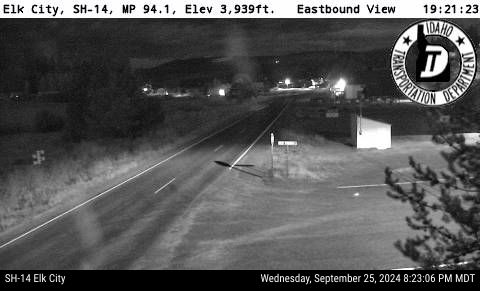 Elk City, SH-14, MP 94.1, Elev 3,939ft. Eastbound View 19:21:23
IDAHO
TRANSPORTATION DEPARTMENT
SH-14 Elk City Wednesday, September 25, 2024 8:23:06 PM MDT